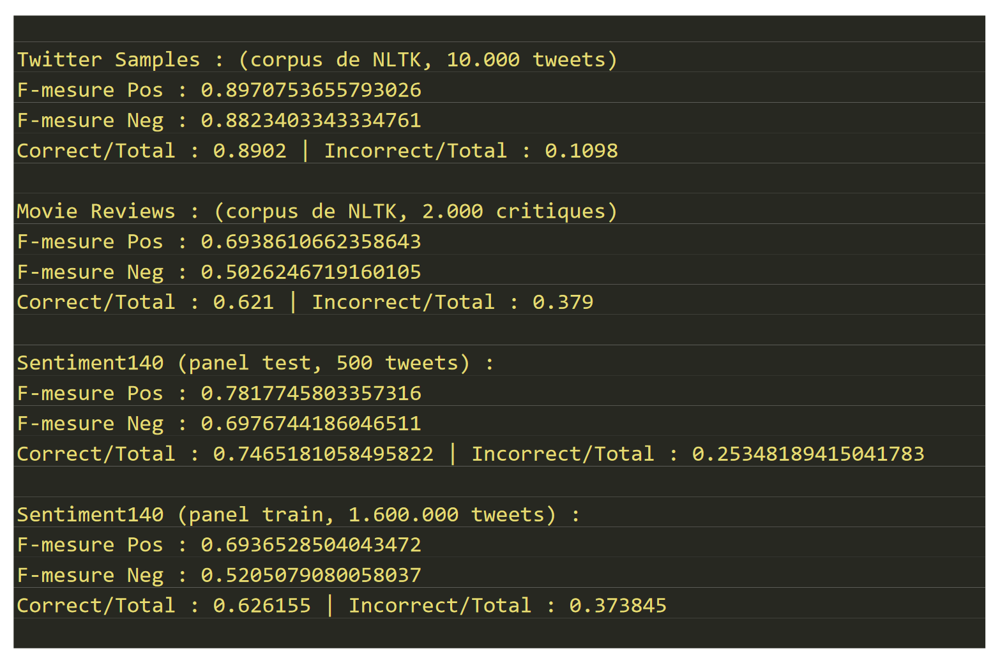 Twitter Samples : (corpus de NLTK, 10.000 tweets)
F-mesure Pos : 0.8970753655793026
F-mesure Neg : 0.8823403343334761
Correct/Total : 0.8902 | Incorrect/Total : 0.1098
Movie Reviews : (corpus de NLTK, 2.000 critiques)
F-mesure Pos : 0.6938610662358643
F-mesure Neg : 0.5026246719160105
Correct/Total : 0.621 | Incorrect/Total : 0.379
Sentiment140 (panel test, 500 tweets) :
F-mesure Pos : 0.7817745803357316
F-mesure Neg : 0.6976744186046511
Correct/Total : 0.7465181058495822 | Incorrect/Total : 0.25348189415041783
Sentiment140 (panel train, 1.600.000 tweets) :
F-mesure Pos : 0.6936528504043472
F-mesure Neg : 0.5205079080058037
Correct/Total : 0.626155 | Incorrect/Total : 0.373845